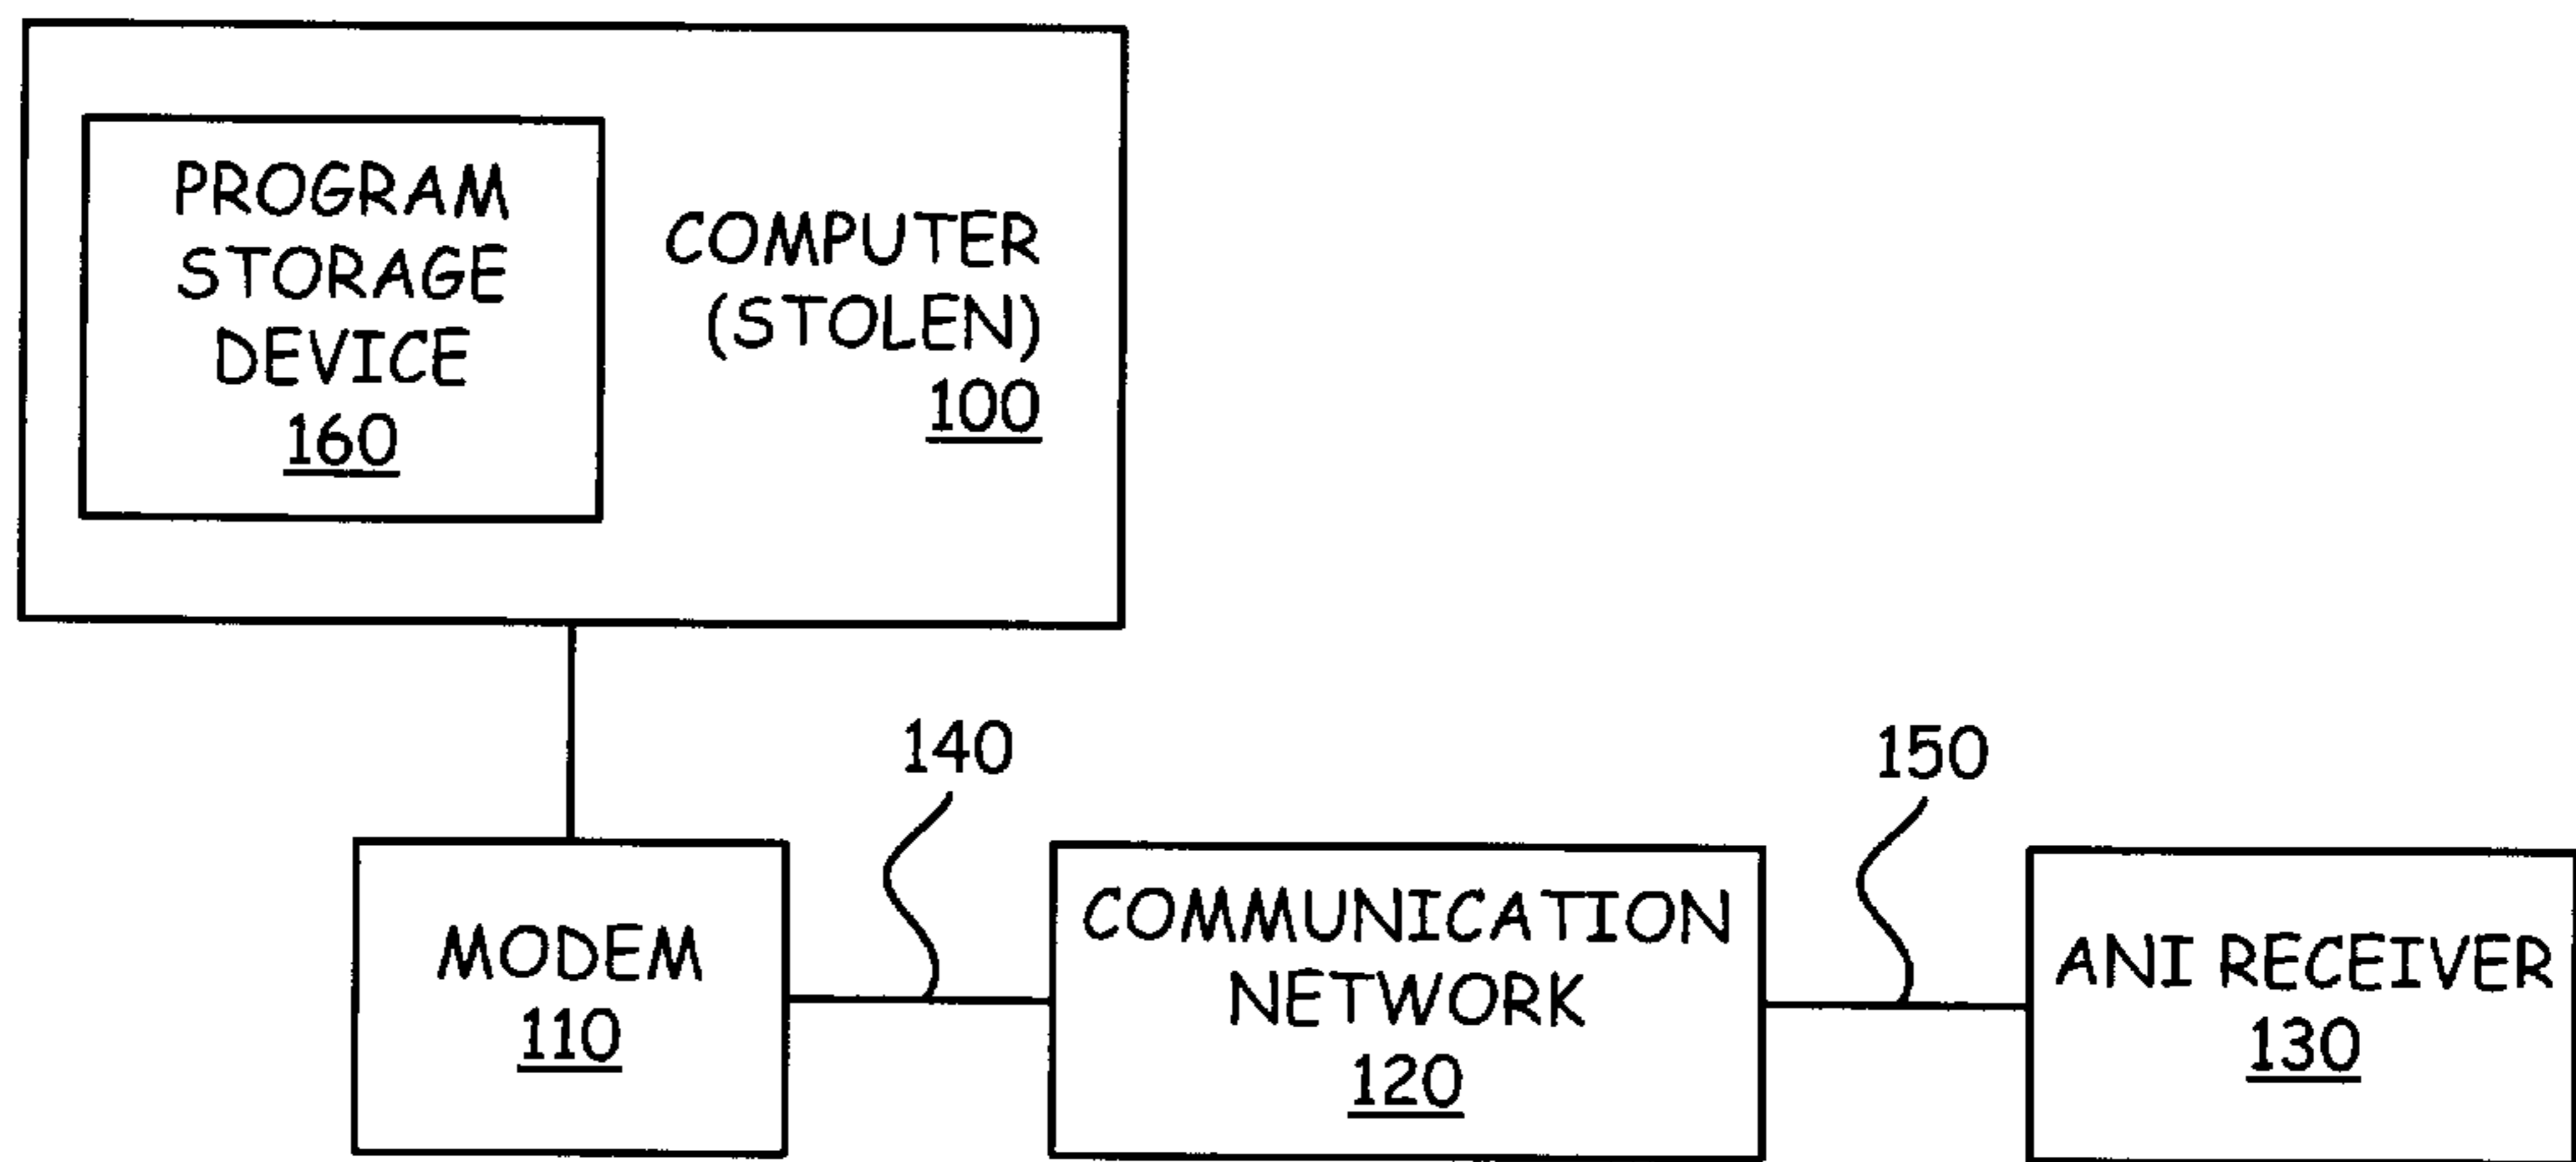 PROGRAM
STORAGE
DEVICE
160
COMPUTER
(STOLEN)
100
140
150
MODEM
110
COMMUNICATION
NETWORK
120
ANI RECEIVER
130